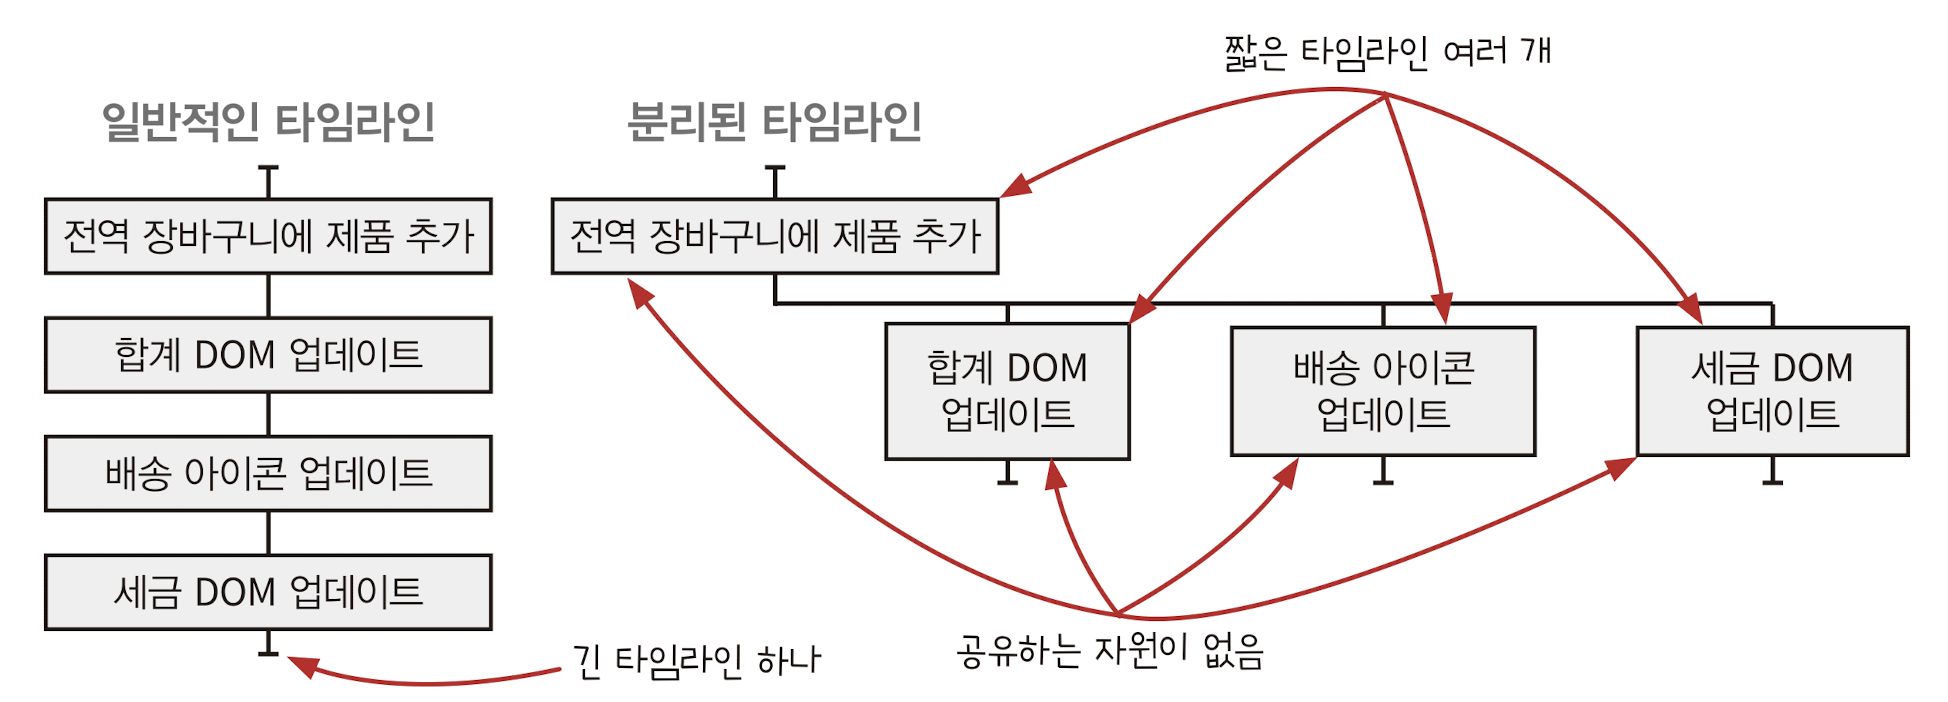 짧은 타임라인 여러 개
일반적인 타임라인
분리된 타임라인
전역 장바구니에 제품 추가
합계 DOM 업데이트
배송 아이콘 업데이트
세금 DOM 업데이트
긴 타임라인 하나
전역 장바구니에 제품 추가
합계 DOM
업데이트
배송 아이콘
업데이트
세금 DOM
업데이트
공유하는 자원이 없음